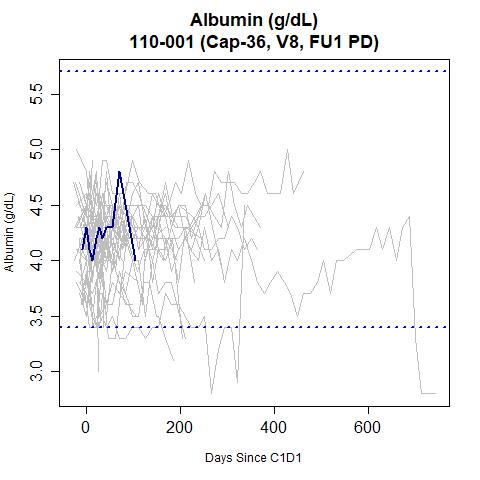 Albumin (g/dL)
110-001 (Cap-36, V8, FU1 PD)
Albumin (g/dL)
5.5
5.0
4.5
4.0
3.5
3.0
0 200 400 600
Days Since C1D1